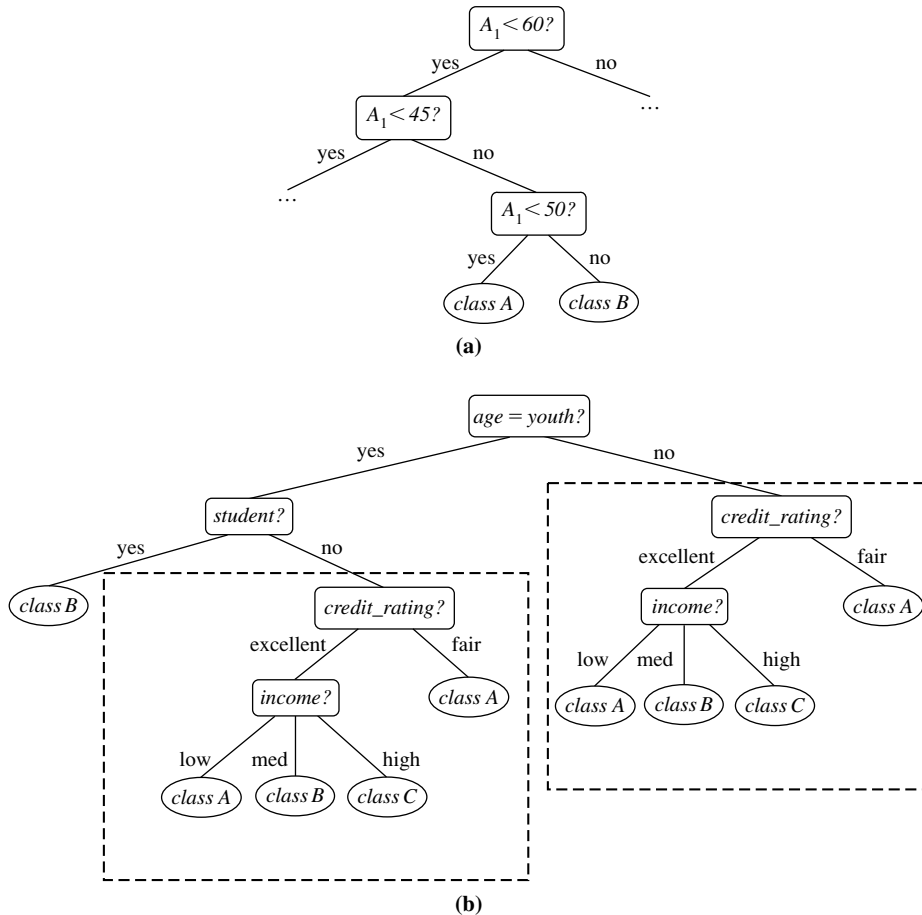 A₁ < 60?
yes no
A₁ < 45? ...
yes no
... A₁ < 50?
yes no
class A class B
(a)
age = youth?
yes no
student? credit_rating?
yes no excellent fair
class B credit_rating? income? class A
excellent fair low med high
income? class A class A class B class C
low med high
class A class B class C
(b)